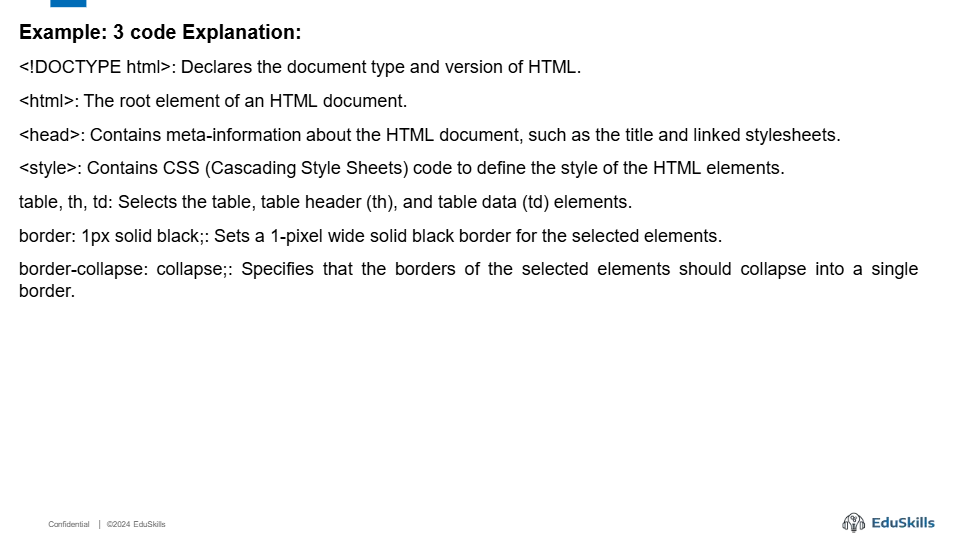 Example: 3 code Explanation:
<!DOCTYPE html>: Declares the document type and version of HTML.
<html>: The root element of an HTML document.
<head>: Contains meta-information about the HTML document, such as the title and linked stylesheets.
<style>: Contains CSS (Cascading Style Sheets) code to define the style of the HTML elements.
table, th, td: Selects the table, table header (th), and table data (td) elements.
border: 1px solid black;: Sets a 1-pixel wide solid black border for the selected elements.
border-collapse: collapse;: Specifies that the borders of the selected elements should collapse into a single
border.
Confidential | ©2024 EduSkills
EduSkills